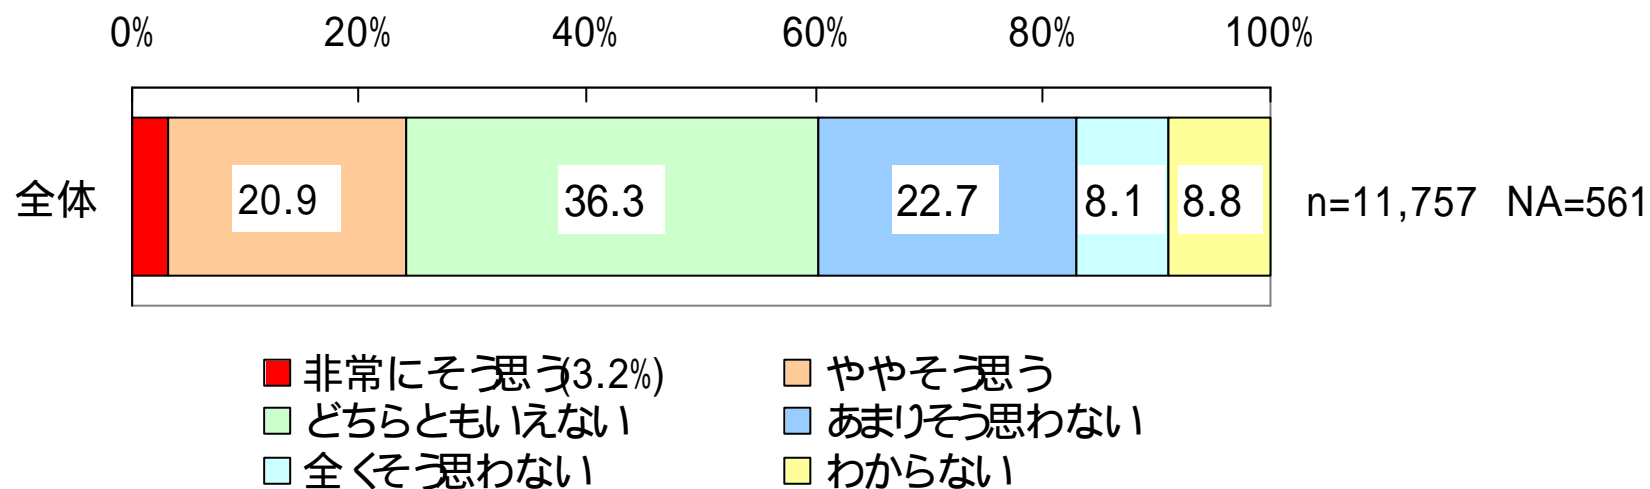 0% 20% 40% 60% 80% 100%
全体 20.9 36.3 22.7 8.1 8.8 n=11,757 NA=561
非常にそう思う(3.2%) ややそう思う
どちらともいえない あまりそう思わない
全くそう思わない わからない